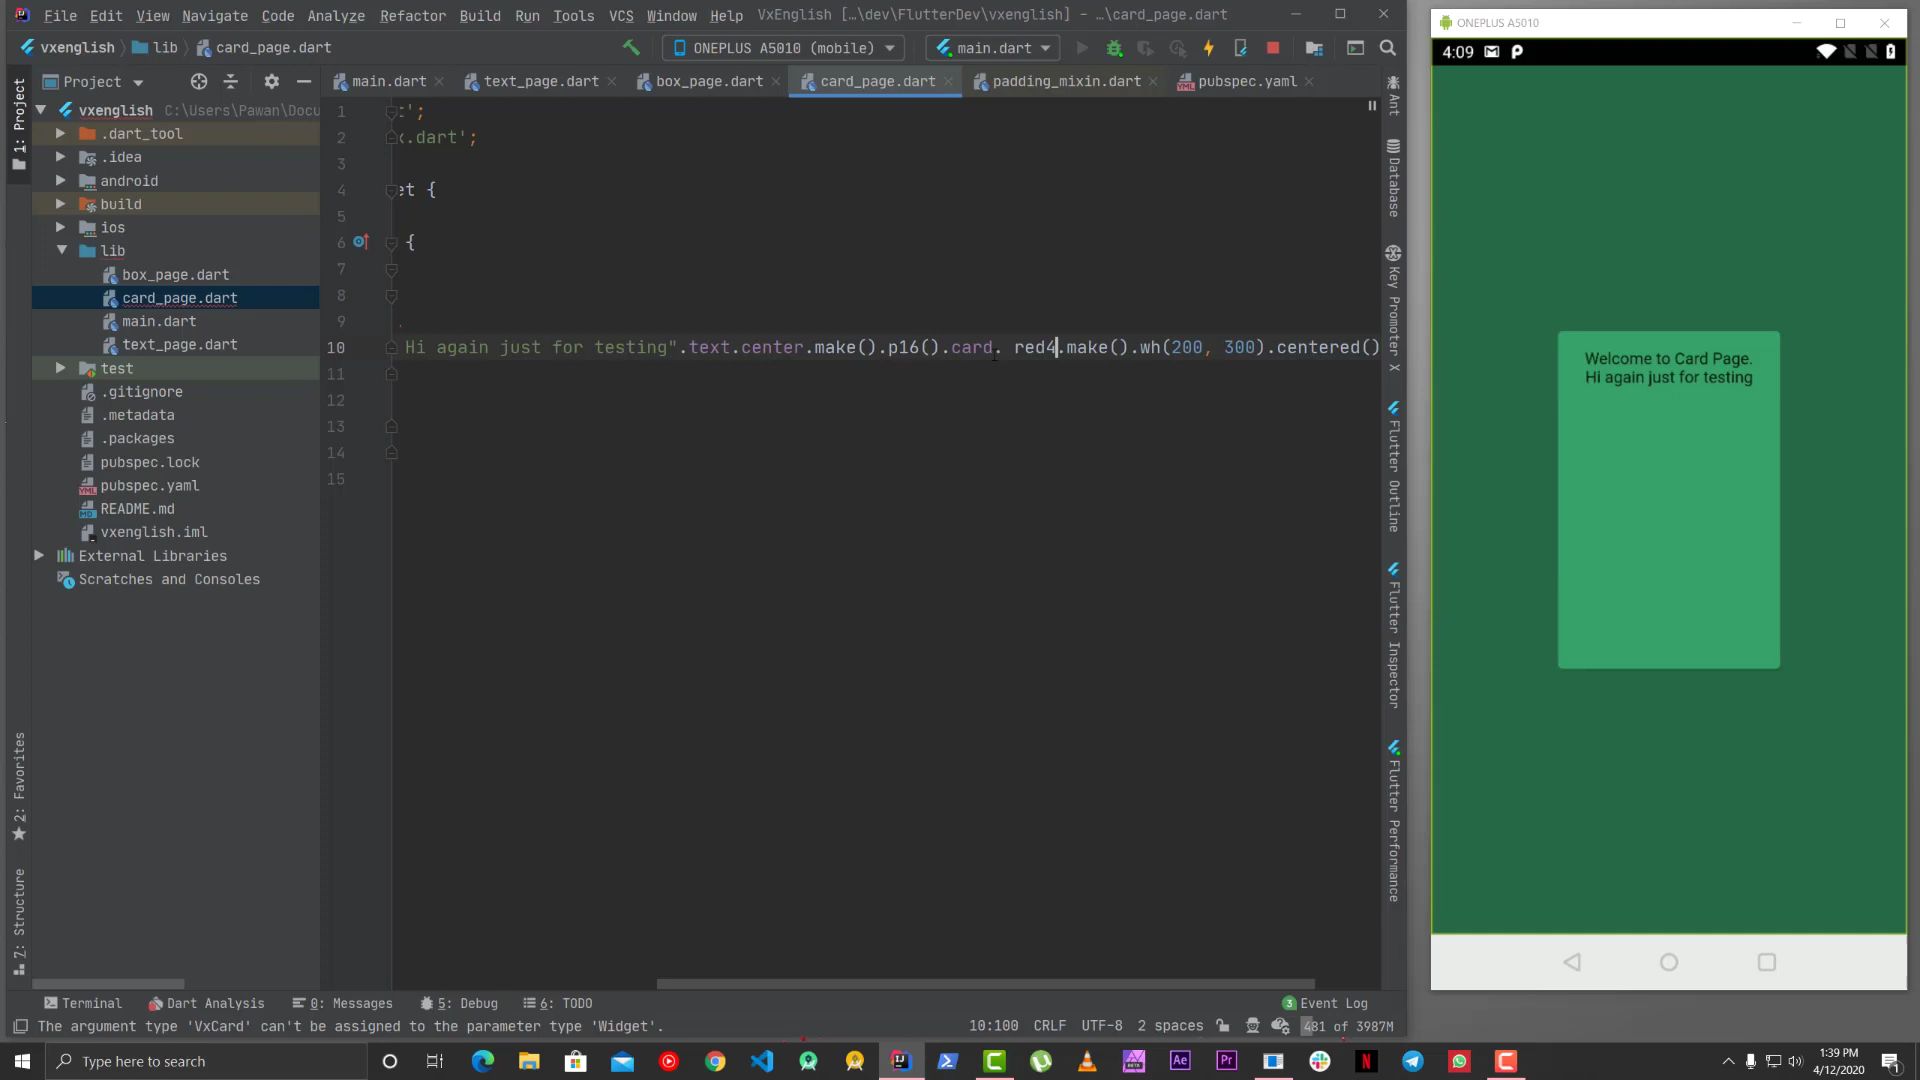 File Edit View Navigate Code Analyze Refactor Build Run Tools VCS Window Help VxEnglish [...\dev\FlutterDev\vxenglish] - ...\card_page.dart
vxenglish lib card_page.dart ONEPLUS A5010 (mobile) main.dart
Project main.dart text_page.dart box_page.dart card_page.dart padding_mixin.dart pubspec.yaml
vxenglish C:\Users\Pawan\Docu
.dart_tool
.idea
android
build
ios
lib
box_page.dart
card_page.dart
main.dart
text_page.dart
test
.gitignore
.metadata
.packages
pubspec.lock
pubspec.yaml
README.md
vxenglish.iml
External Libraries
Scratches and Consoles
1: Project
2: Favorites
7: Structure
1 t';
2 x.dart';
3
4 et {
5
6 {
7
8
9 ,
10 Hi again just for testing".text.center.make().p16().card. red4.make().wh(200, 300).centered()
11
12
13
14
15
Ant
Database
Key Promoter X
Flutter Outline
Flutter Inspector
Flutter Performance
Terminal Dart Analysis 0: Messages 5: Debug 6: TODO 3 Event Log
The argument type 'VxCard' can't be assigned to the parameter type 'Widget'. 10:100 CRLF UTF-8 2 spaces 481 of 3987M
ONEPLUS A5010
4:09
Welcome to Card Page.
Hi again just for testing
Type here to search
Ae
Pr
N
1:39 PM
4/12/2020
1